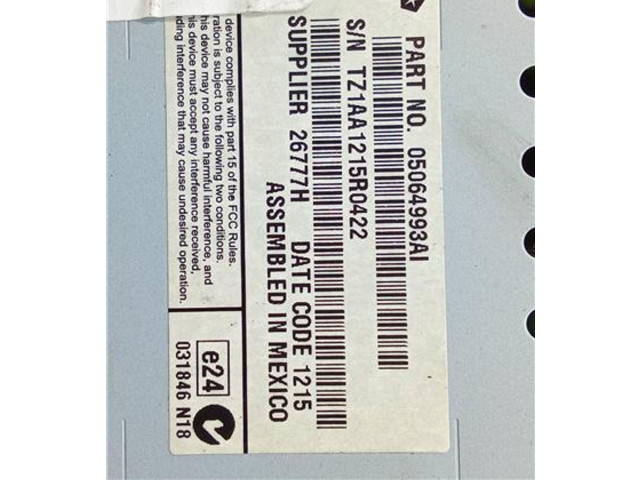 PART NO. 05064993AI
S/N TZ1AA1215R0422
SUPPLIER 26777H DATE CODE 1215
ASSEMBLED IN MEXICO
device complies with part 15 of the FCC Rules.
ration is subject to the following two conditions.
his device may not cause harmful interference, and
his device must accept any interference received,
ding interference that may cause undesired operation.
e24
031846 N18